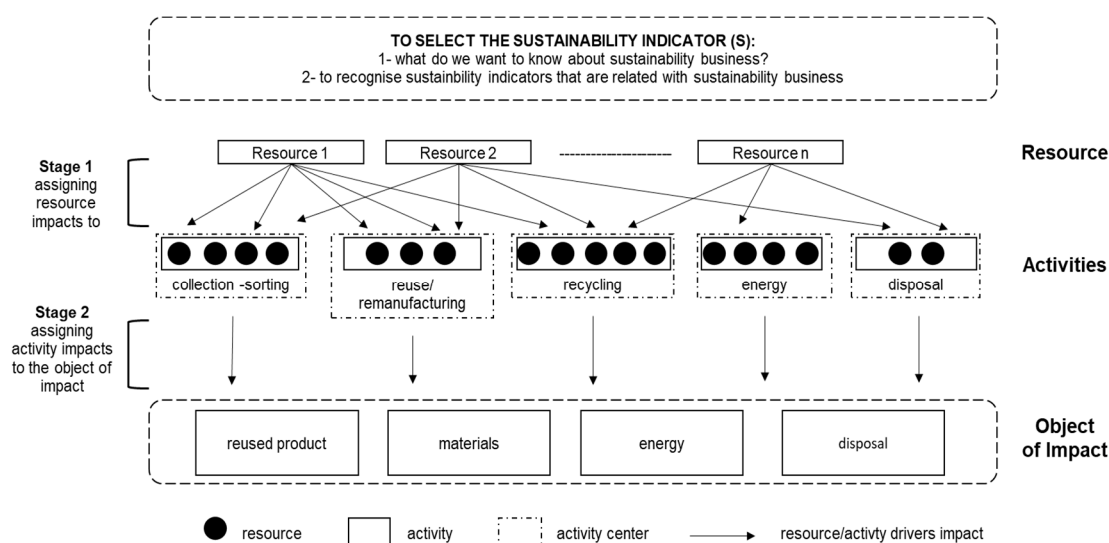 TO SELECT THE SUSTAINABILITY INDICATOR (S):
1- what do we want to know about sustainability business?
2- to recognise sustainbility indicators that are related with sustainability business
Stage 1
assigning
resource
impacts to
Resource 1
Resource 2
Resource n
Resource
collection -sorting
reuse/
remanufacturing
recycling
energy
disposal
Activities
Stage 2
assigning
activity impacts
to the object of
impact
reused product
materials
energy
disposal
Object
of Impact
resource
activity
activity center
resource/activty drivers impact